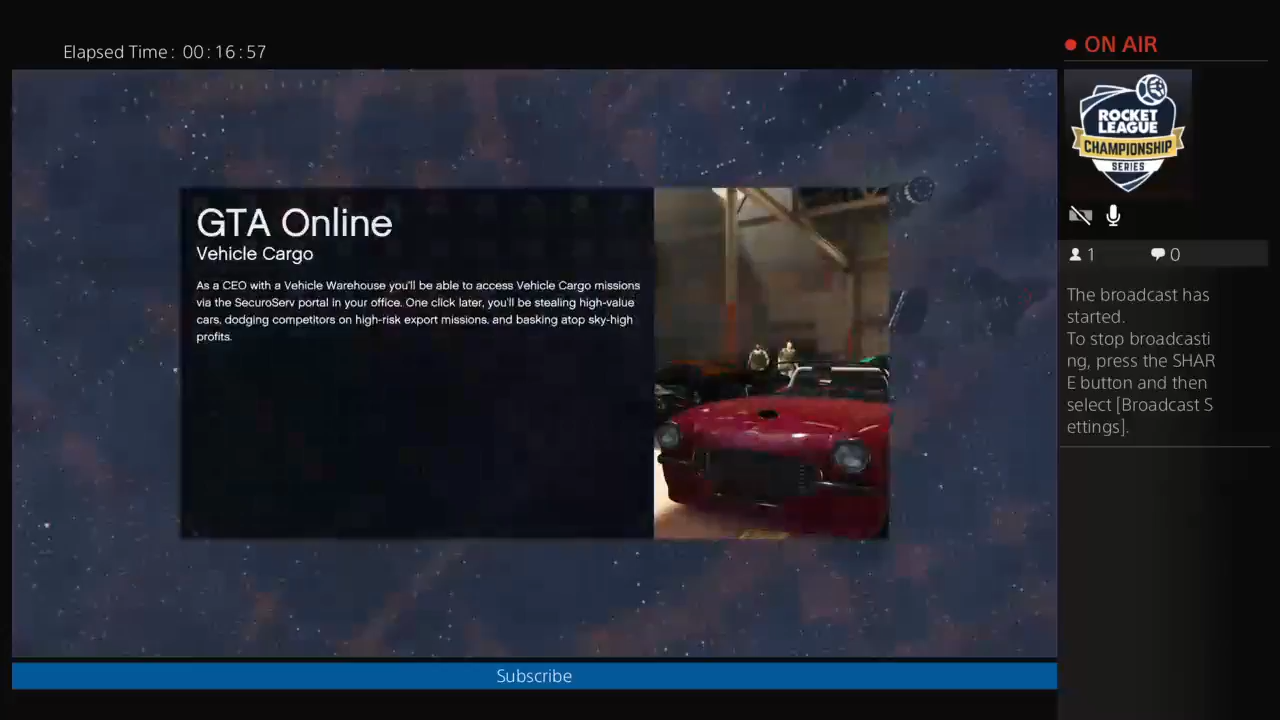 Elapsed Time: 00:16:57
ON AIR
ROCKET
LEAGUE
CHAMPIONSHIP
SERIES
GTA Online
Vehicle Cargo
As a CEO with a Vehicle Warehouse you'll be able to access Vehicle Cargo missions
via the SecuroServ portal in your office. One click later, you'll be stealing high-value
cars, dodging competitors on high-risk export missions, and basking atop sky-high
profits.
1
0
The broadcast has
started.
To stop broadcasti
ng, press the SHAR
E button and then
select [Broadcast S
ettings].
Subscribe